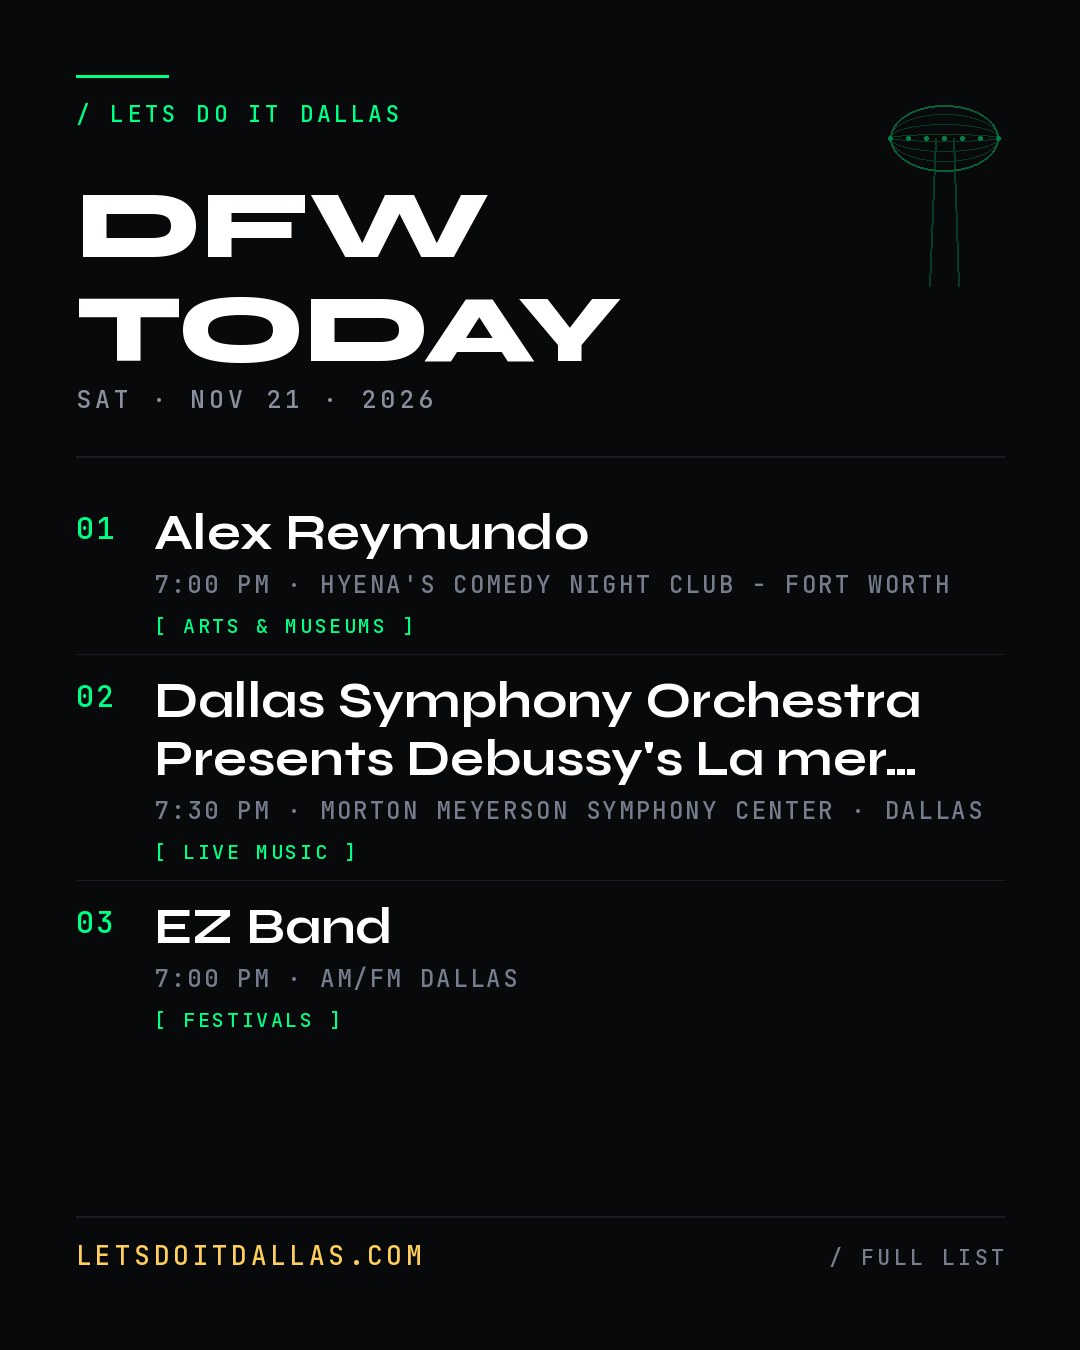 / LETS DO IT DALLAS
DFW
TODAY
SAT · NOV 21 · 2026
01
Alex Reymundo
7:00 PM · HYENA'S COMEDY NIGHT CLUB - FORT WORTH
[ ARTS & MUSEUMS ]
02
Dallas Symphony Orchestra
Presents Debussy's La mer...
7:30 PM · MORTON MEYERSON SYMPHONY CENTER · DALLAS
[ LIVE MUSIC ]
03
EZ Band
7:00 PM · AM/FM DALLAS
[ FESTIVALS ]
LETSDOITDALLAS.COM
/ FULL LIST